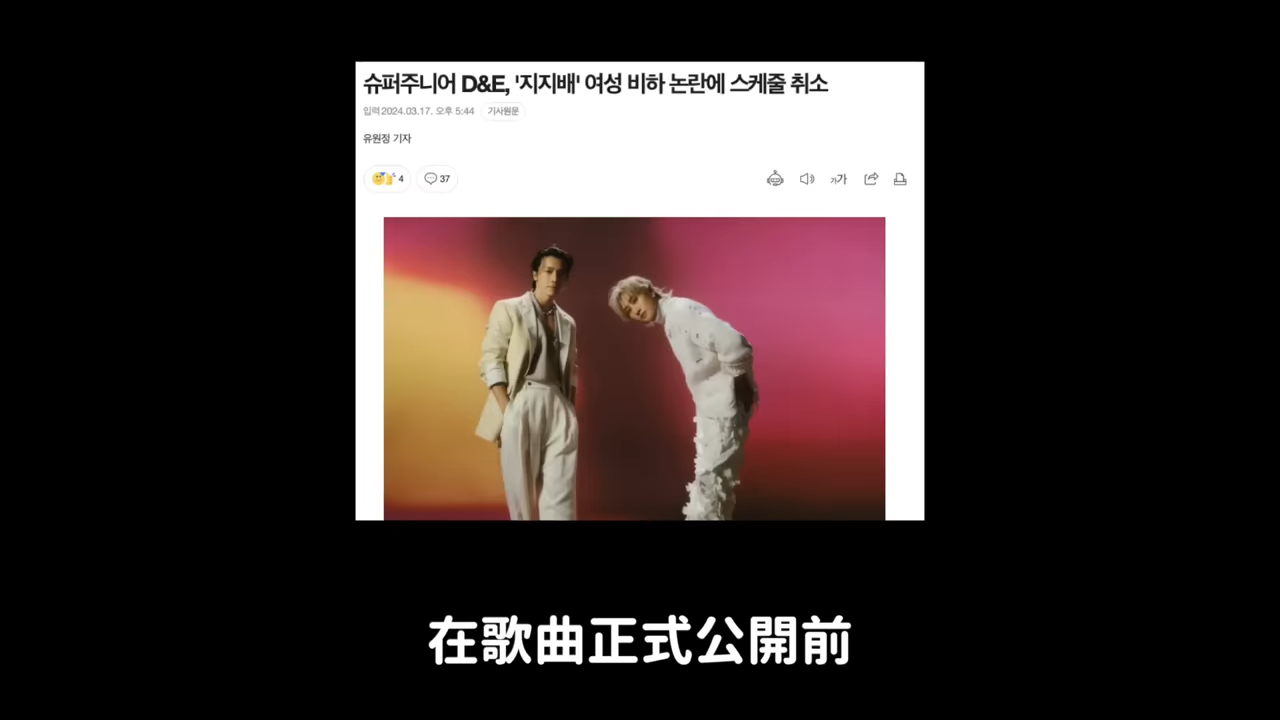 슈퍼주니어 D&E, '지지배' 여성 비하 논란에 스케줄 취소
입력 2024.03.17. 오후 5:44 기사원문
유원정 기자
4 37
가가
在歌曲正式公開前